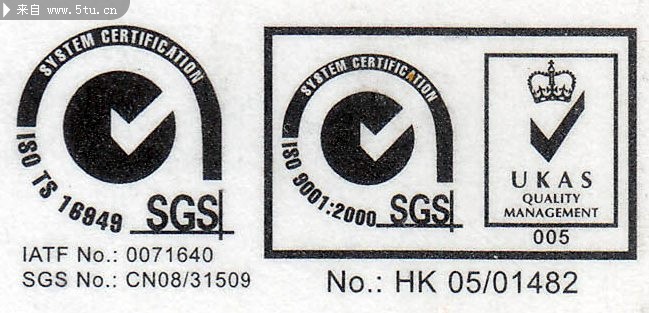 来自 www.5tu.cn
SYSTEM CERTIFICATION
ISO TS 16949
SGS
IATF No.: 0071640
SGS No.: CN08/31509
SYSTEM CERTIFICATION
ISO 9001:2000
SGS
UKAS
QUALITY
MANAGEMENT
005
No.: HK 05/01482